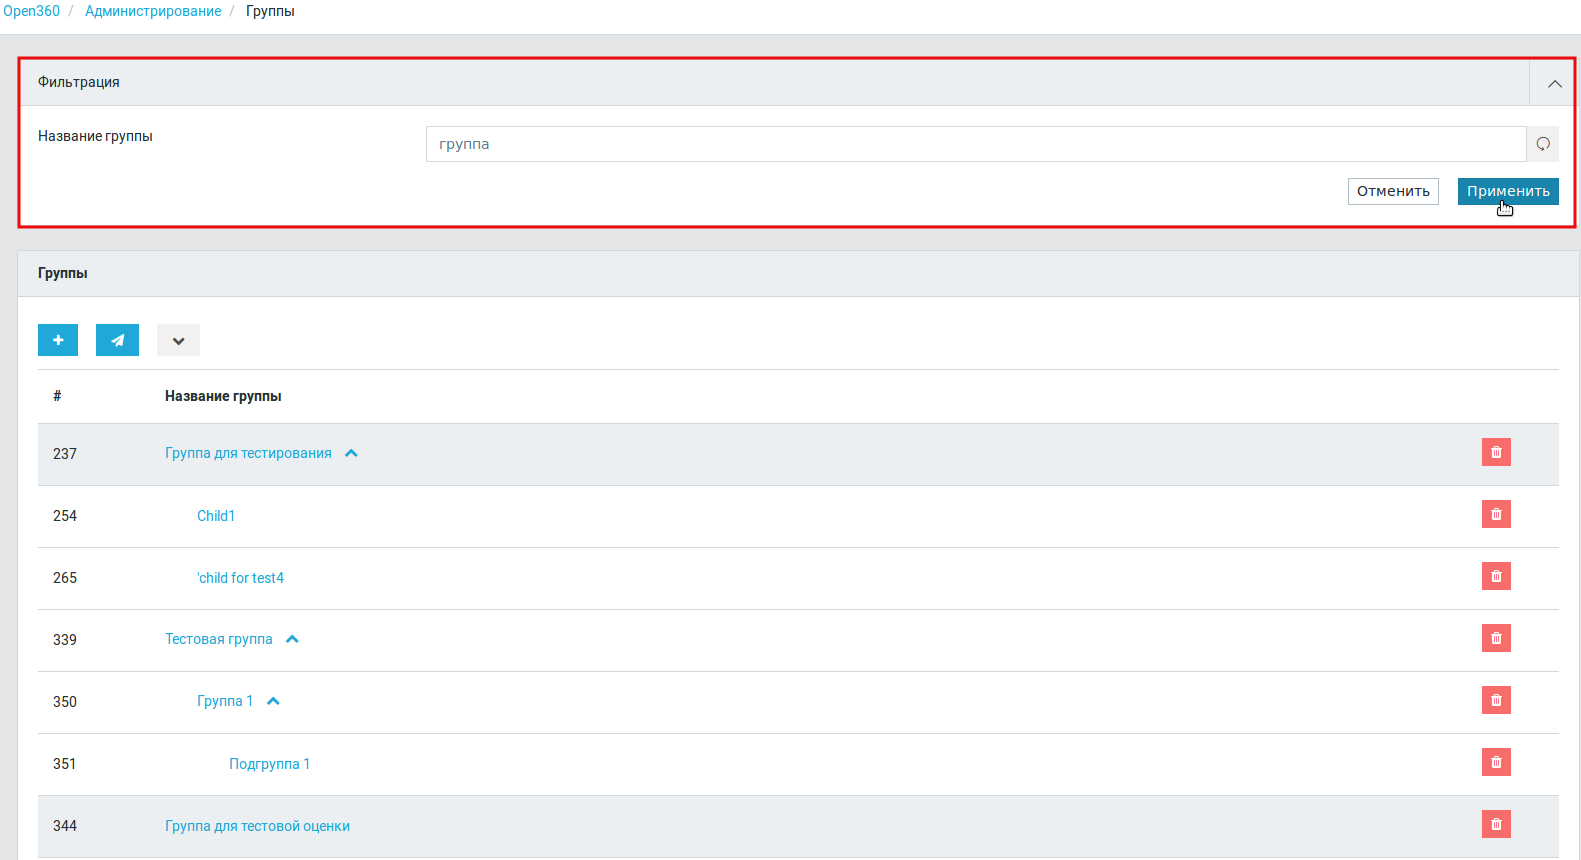 Open360 / Администрирование / Группы
Фильтрация
Название группы группа
Отменить Применить
Группы
# Название группы
237 Группа для тестирования
254 Child1
265 'child for test4
339 Тестовая группа
350 Группа 1
351 Подгруппа 1
344 Группа для тестовой оценки